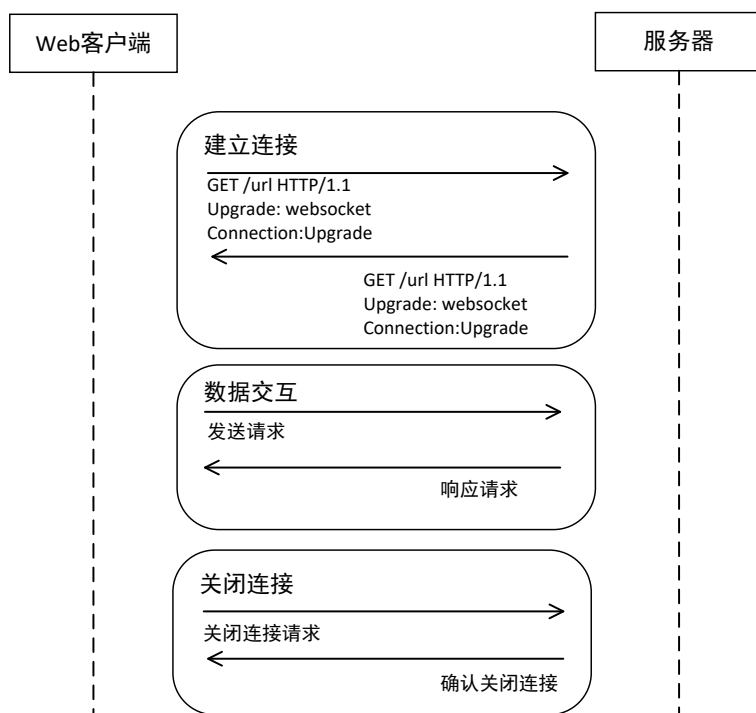 Web客户端
服务器
建立连接
GET /url HTTP/1.1
Upgrade: websocket
Connection:Upgrade
GET /url HTTP/1.1
Upgrade: websocket
Connection:Upgrade
数据交互
发送请求
响应请求
关闭连接
关闭连接请求
确认关闭连接